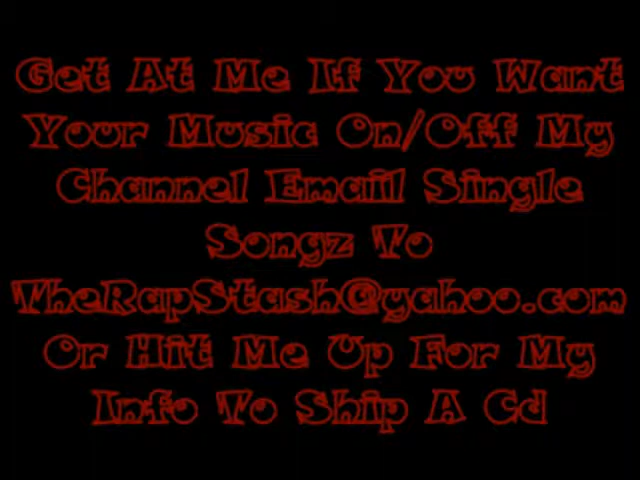 Get At Me If You Want
Your Music On/Off My
Channel Email Single
Songz To
TheRapStash@yahoo.com
Or Hit Me Up For My
Info To Ship A Cd